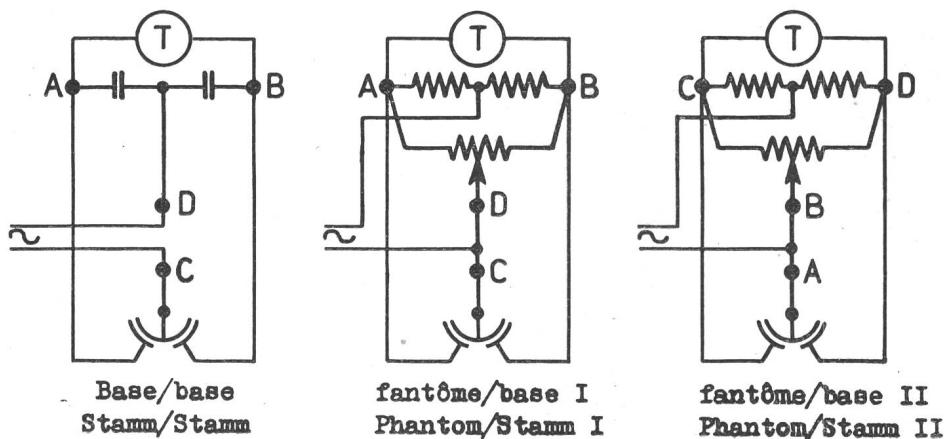 T
A
B
D
C
Base/base
Stamm/Stamm
T
A
B
D
C
fantôme/base I
Phantom/Stamm I
T
C
D
B
A
fantôme/base II
Phantom/Stamm II